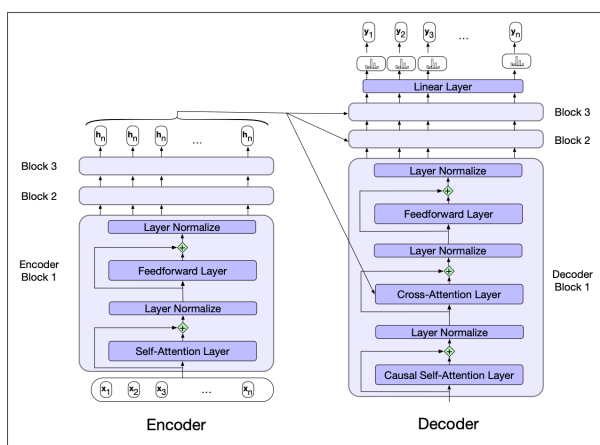 y1 y2 y3 ... yn
Linear Layer
Block 3
Block 2
Layer Normalize
+
Feedforward Layer
Layer Normalize
+
Cross-Attention Layer
Layer Normalize
+
Causal Self-Attention Layer
Decoder
Block 1
Decoder
hn hn hn ... hn
Block 3
Block 2
Layer Normalize
+
Feedforward Layer
Encoder
Block 1
Layer Normalize
+
Self-Attention Layer
x1 x2 x3 ... xn
Encoder